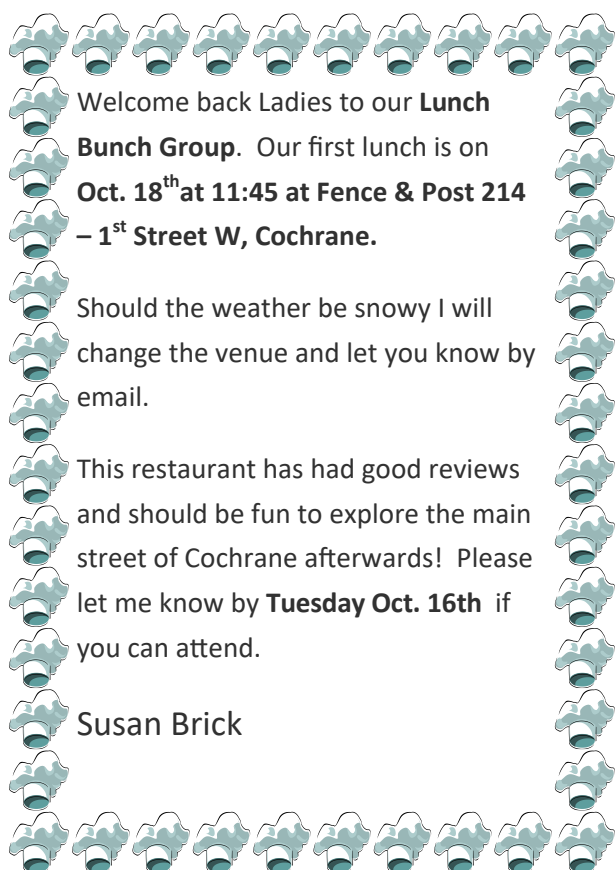 Welcome back Ladies to our Lunch
Bunch Group.  Our first lunch is on
Oct. 18th at 11:45 at Fence & Post 214
– 1st Street W, Cochrane.
Should the weather be snowy I will
change the venue and let you know by
email.
This restaurant has had good reviews
and should be fun to explore the main
street of Cochrane afterwards!  Please
let me know by Tuesday Oct. 16th  if
you can attend.
Susan Brick